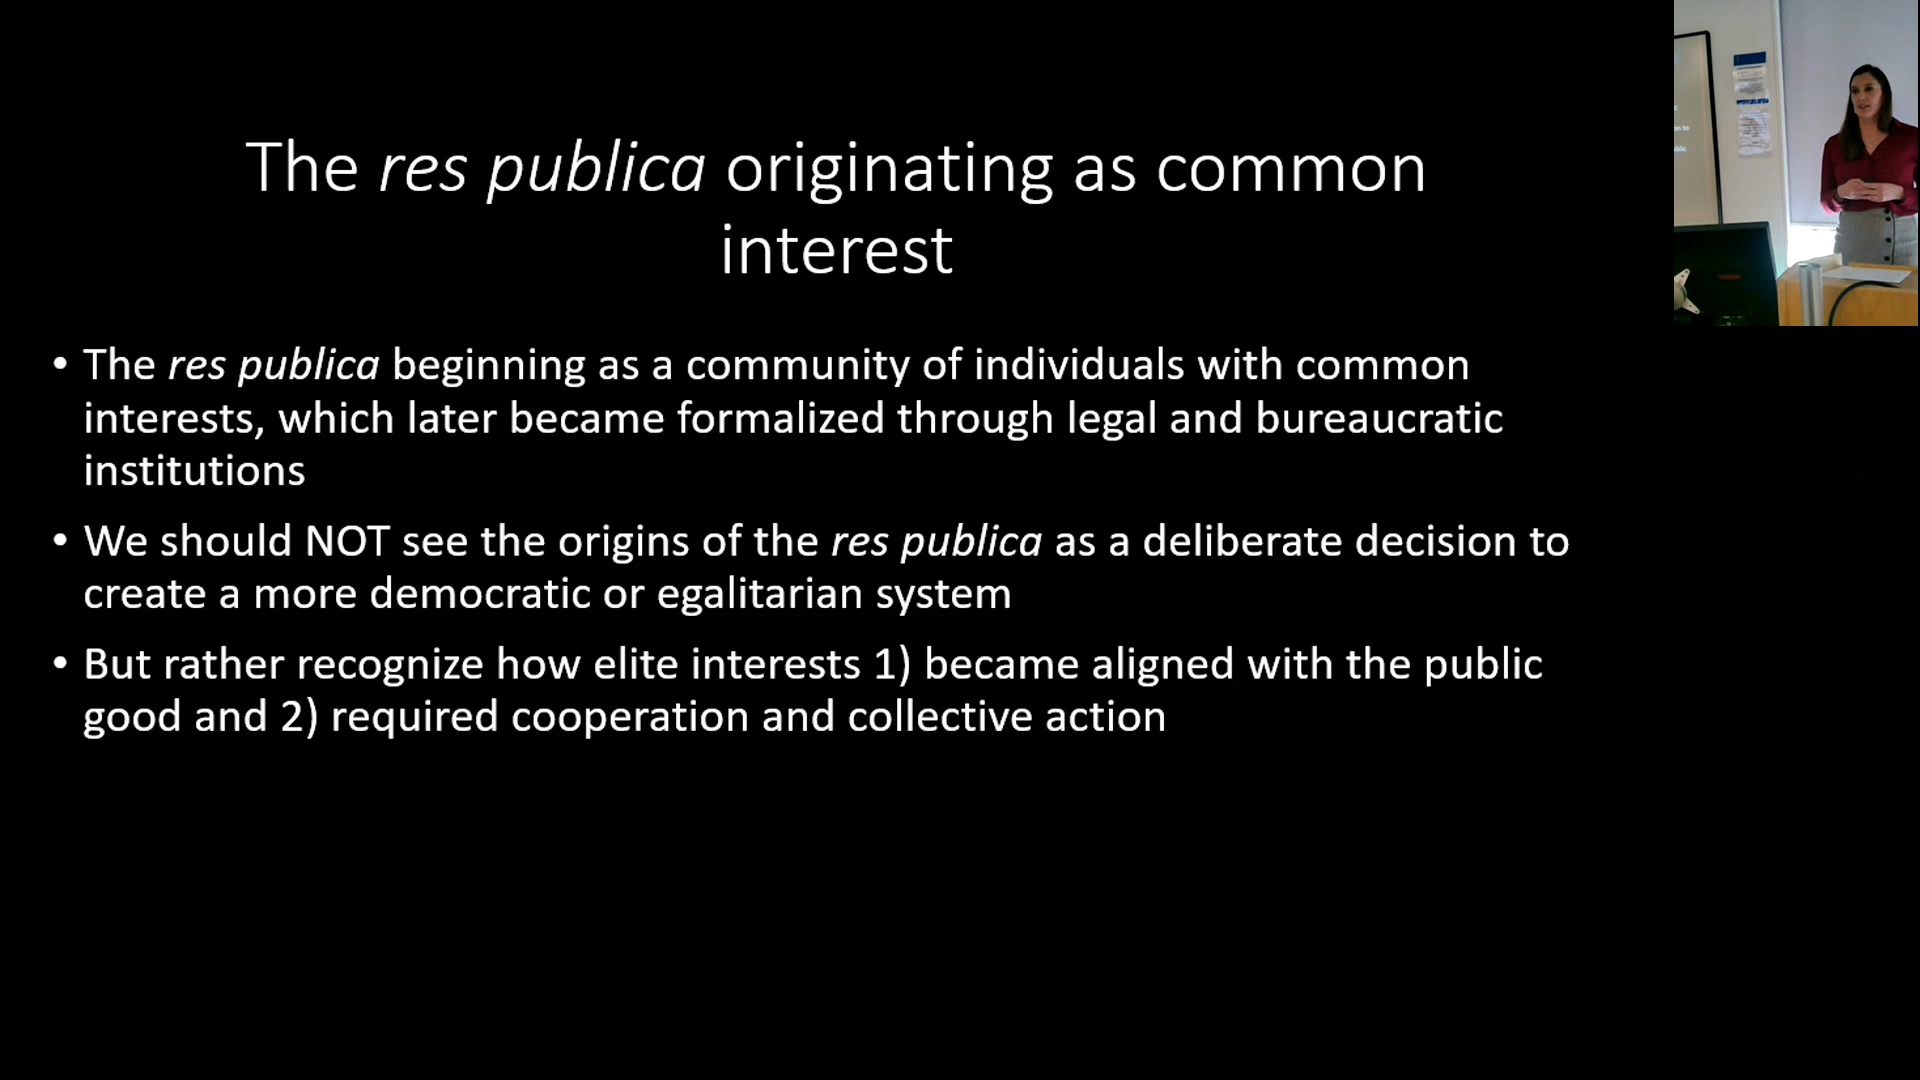 The res publica originating as common
interest
• The res publica beginning as a community of individuals with common
interests, which later became formalized through legal and bureaucratic
institutions
• We should NOT see the origins of the res publica as a deliberate decision to
create a more democratic or egalitarian system
• But rather recognize how elite interests 1) became aligned with the public
good and 2) required cooperation and collective action